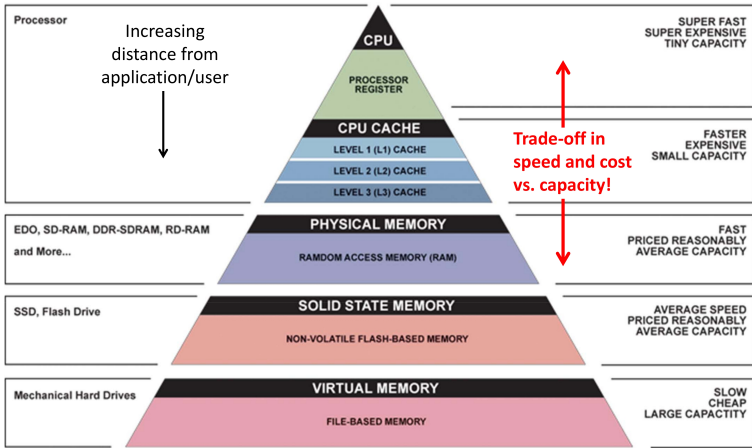 Processor
Increasing
distance from
application/user
CPU
PROCESSOR
REGISTER
SUPER FAST
SUPER EXPENSIVE
TINY CAPACITY
CPU CACHE
LEVEL 1 (L1) CACHE
LEVEL 2 (L2) CACHE
LEVEL 3 (L3) CACHE
Trade-off in
speed and cost
vs. capacity!
FASTER
EXPENSIVE
SMALL CAPACITY
EDO, SD-RAM, DDR-SDRAM, RD-RAM
and More...
PHYSICAL MEMORY
RAMDOM ACCESS MEMORY (RAM)
FAST
PRICED REASONABLY
AVERAGE CAPACITY
SSD, Flash Drive
SOLID STATE MEMORY
NON-VOLATILE FLASH-BASED MEMORY
AVERAGE SPEED
PRICED REASONABLY
AVERAGE CAPACITY
Mechanical Hard Drives
VIRTUAL MEMORY
FILE-BASED MEMORY
SLOW
CHEAP
LARGE CAPACTITY